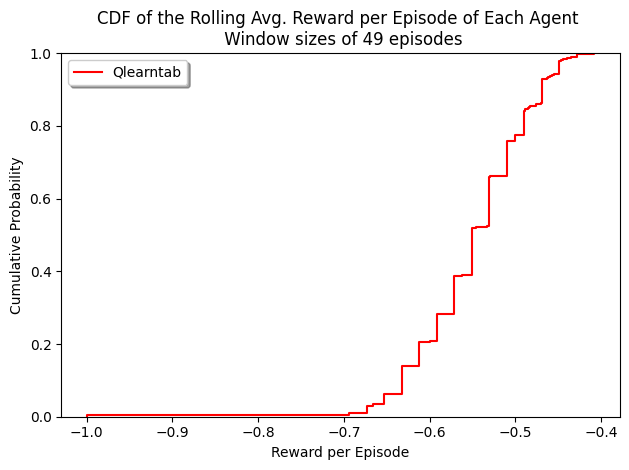 CDF of the Rolling Avg. Reward per Episode of Each Agent
Window sizes of 49 episodes
Qlearntab
1.0
0.8
0.6
0.4
0.2
0.0
Cumulative Probability
−1.0 −0.9 −0.8 −0.7 −0.6 −0.5 −0.4
Reward per Episode